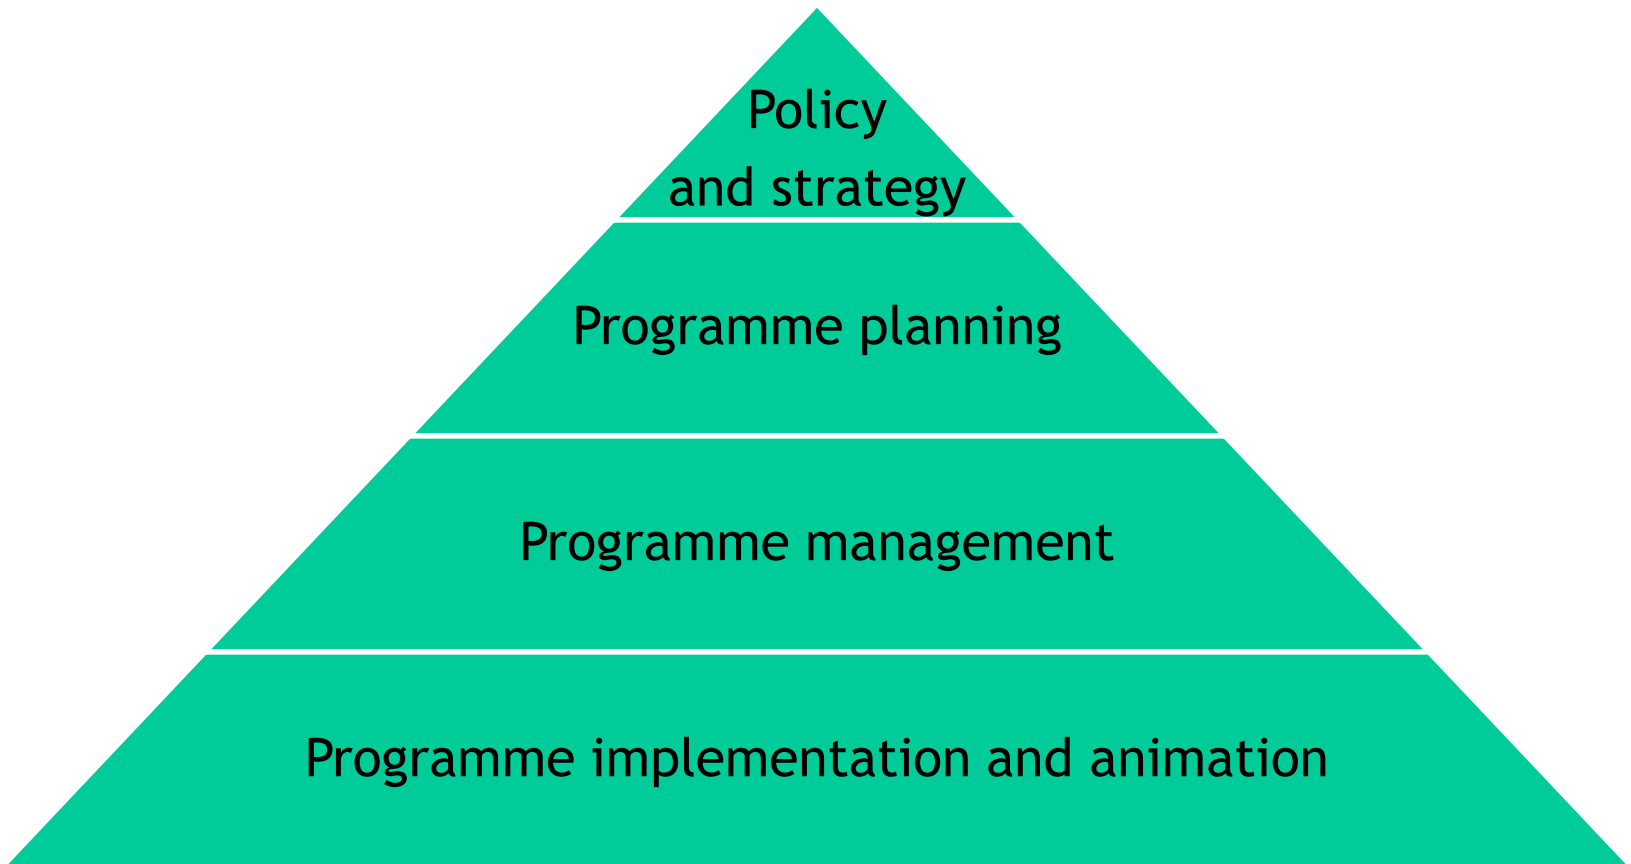 Policy
and strategy
Programme planning
Programme management
Programme implementation and animation